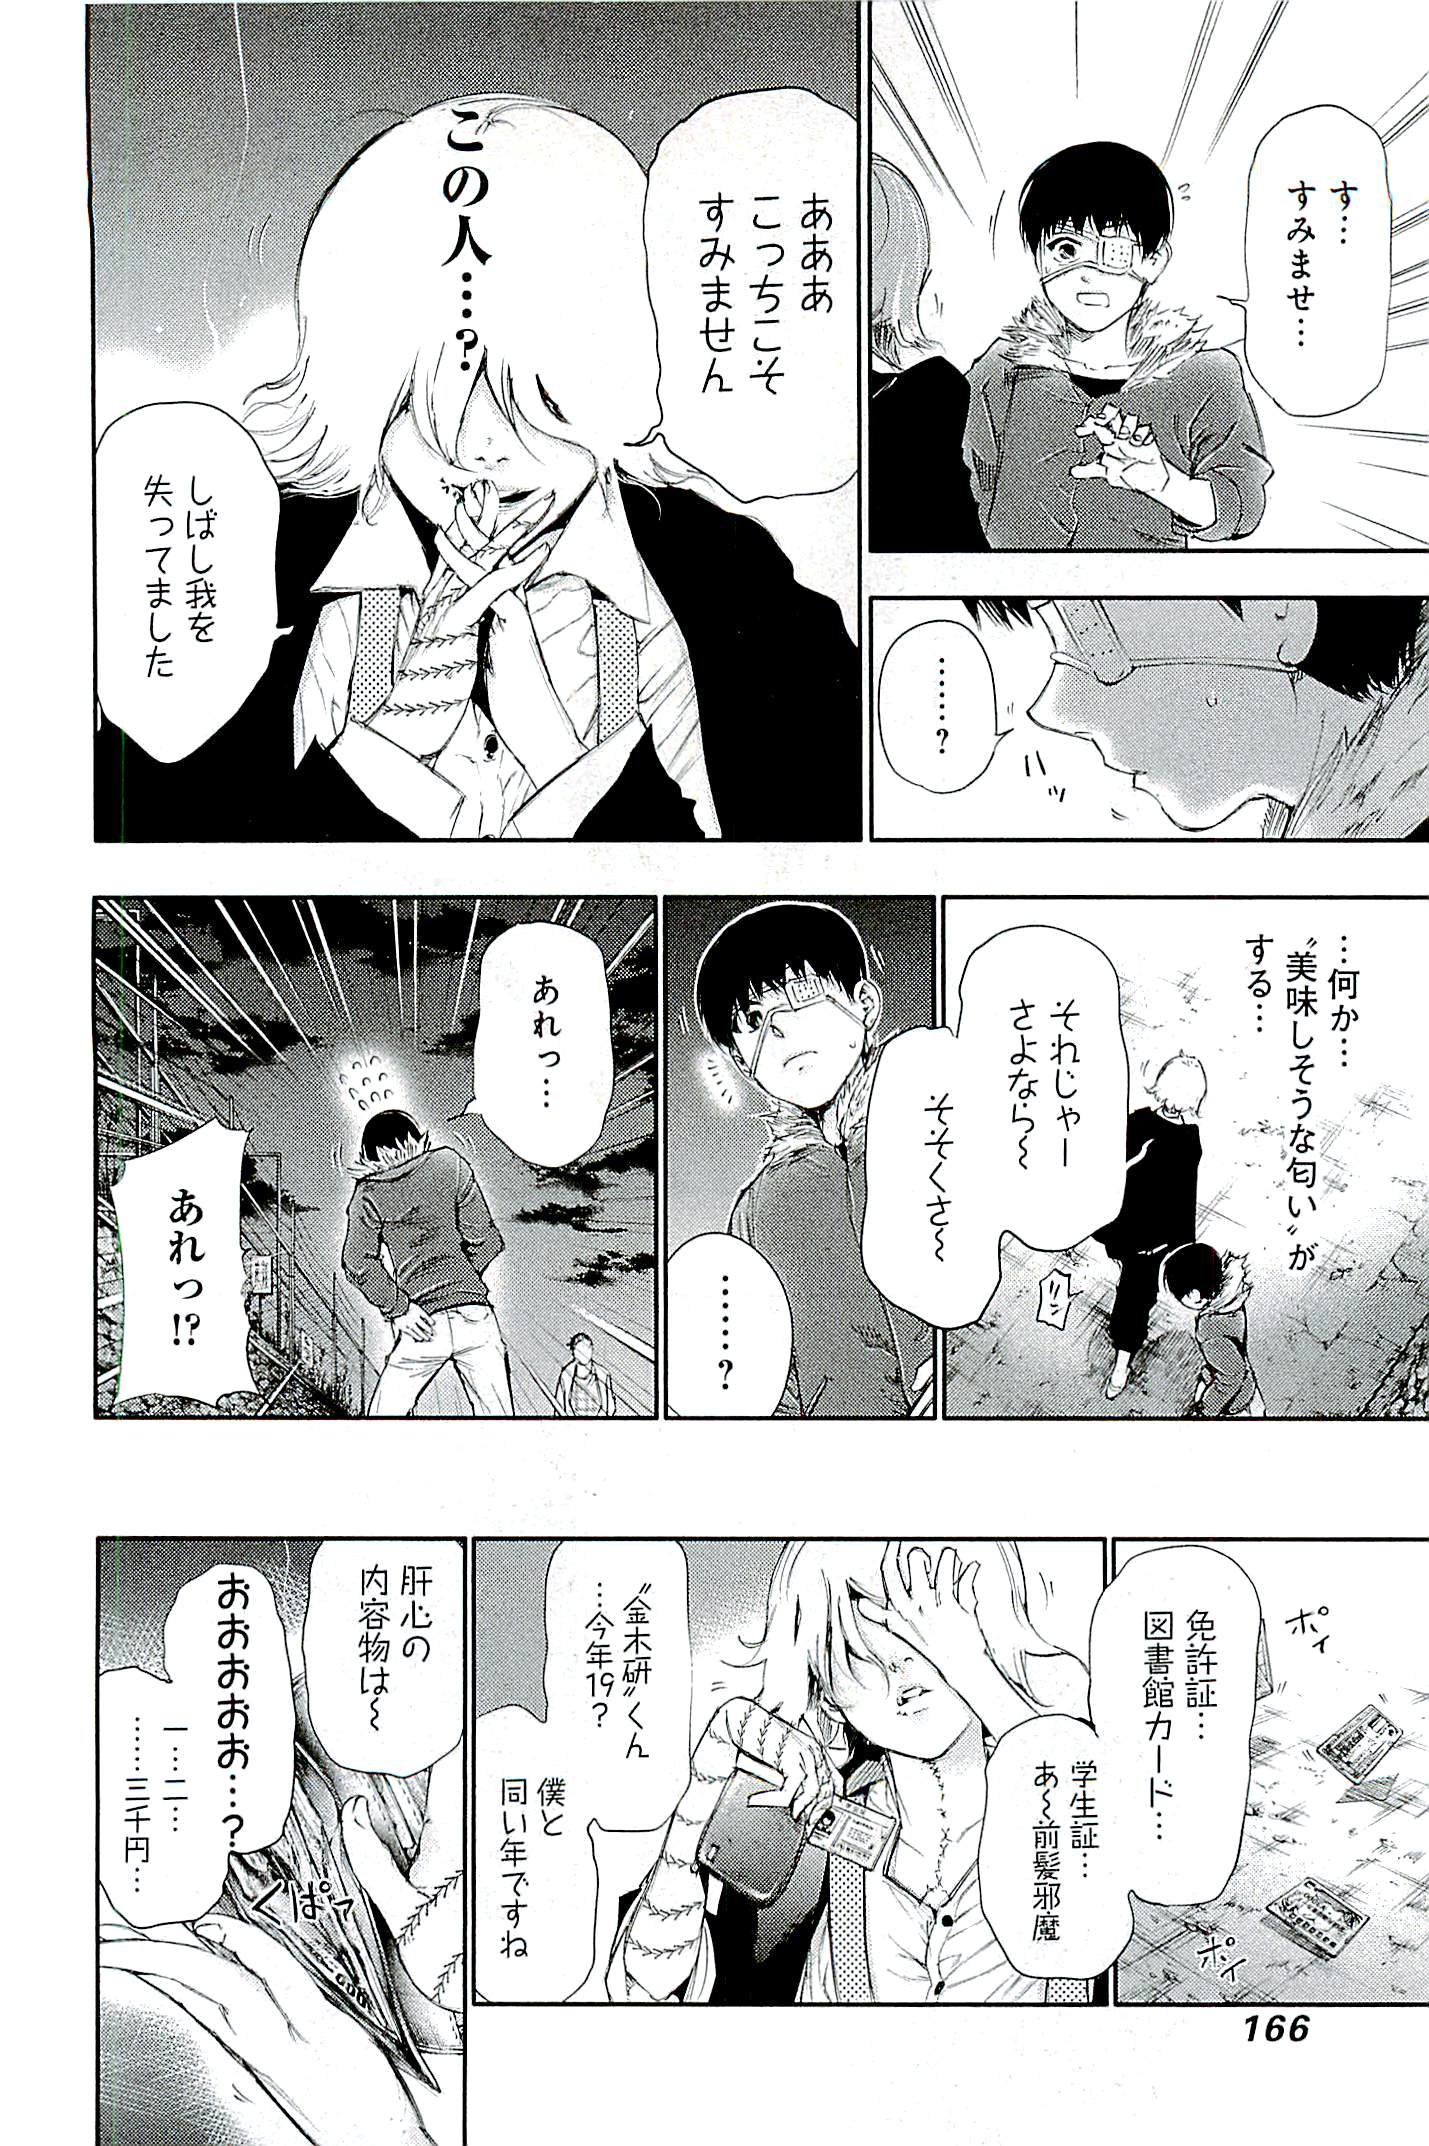 す…
すみませ…
あああ
こっちこそ
すみません
この人…？
しばし我を
失ってました
………？
ハッ
…何か…
〝美味しそうな匂い〟が
する…
それじゃー
さよなら〜
そそくさ〜
………？
あれっ…
あれっ!?
ポイ
ポイ
免許証…
図書館カード…
学生証…
あ〜前髪邪魔
〝金木研〟くん
…今年19？
僕と
同い年ですね
肝心の
内容物は〜
おおおおお…？
一…二…
……三千円…
くぱァ
166